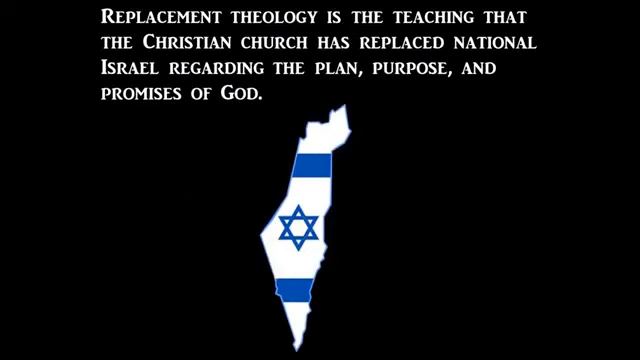 Replacement theology is the teaching that
the Christian church has replaced national
Israel regarding the plan, purpose, and
promises of God.